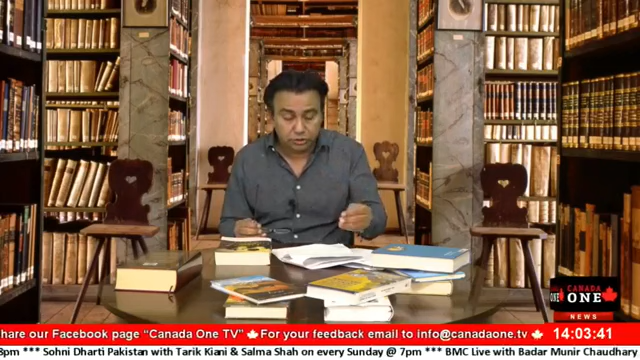 CANADA
ONE
NEWS
hare our Facebook page “Canada One TV” For your feedback email to info@canadaone.tv 14:03:41
8pm *** Sohni Dharti Pakistan with Tarik Kiani & Salma Shah on every Sunday @ 7pm *** BMC Live with Badar Munir Chaudhary